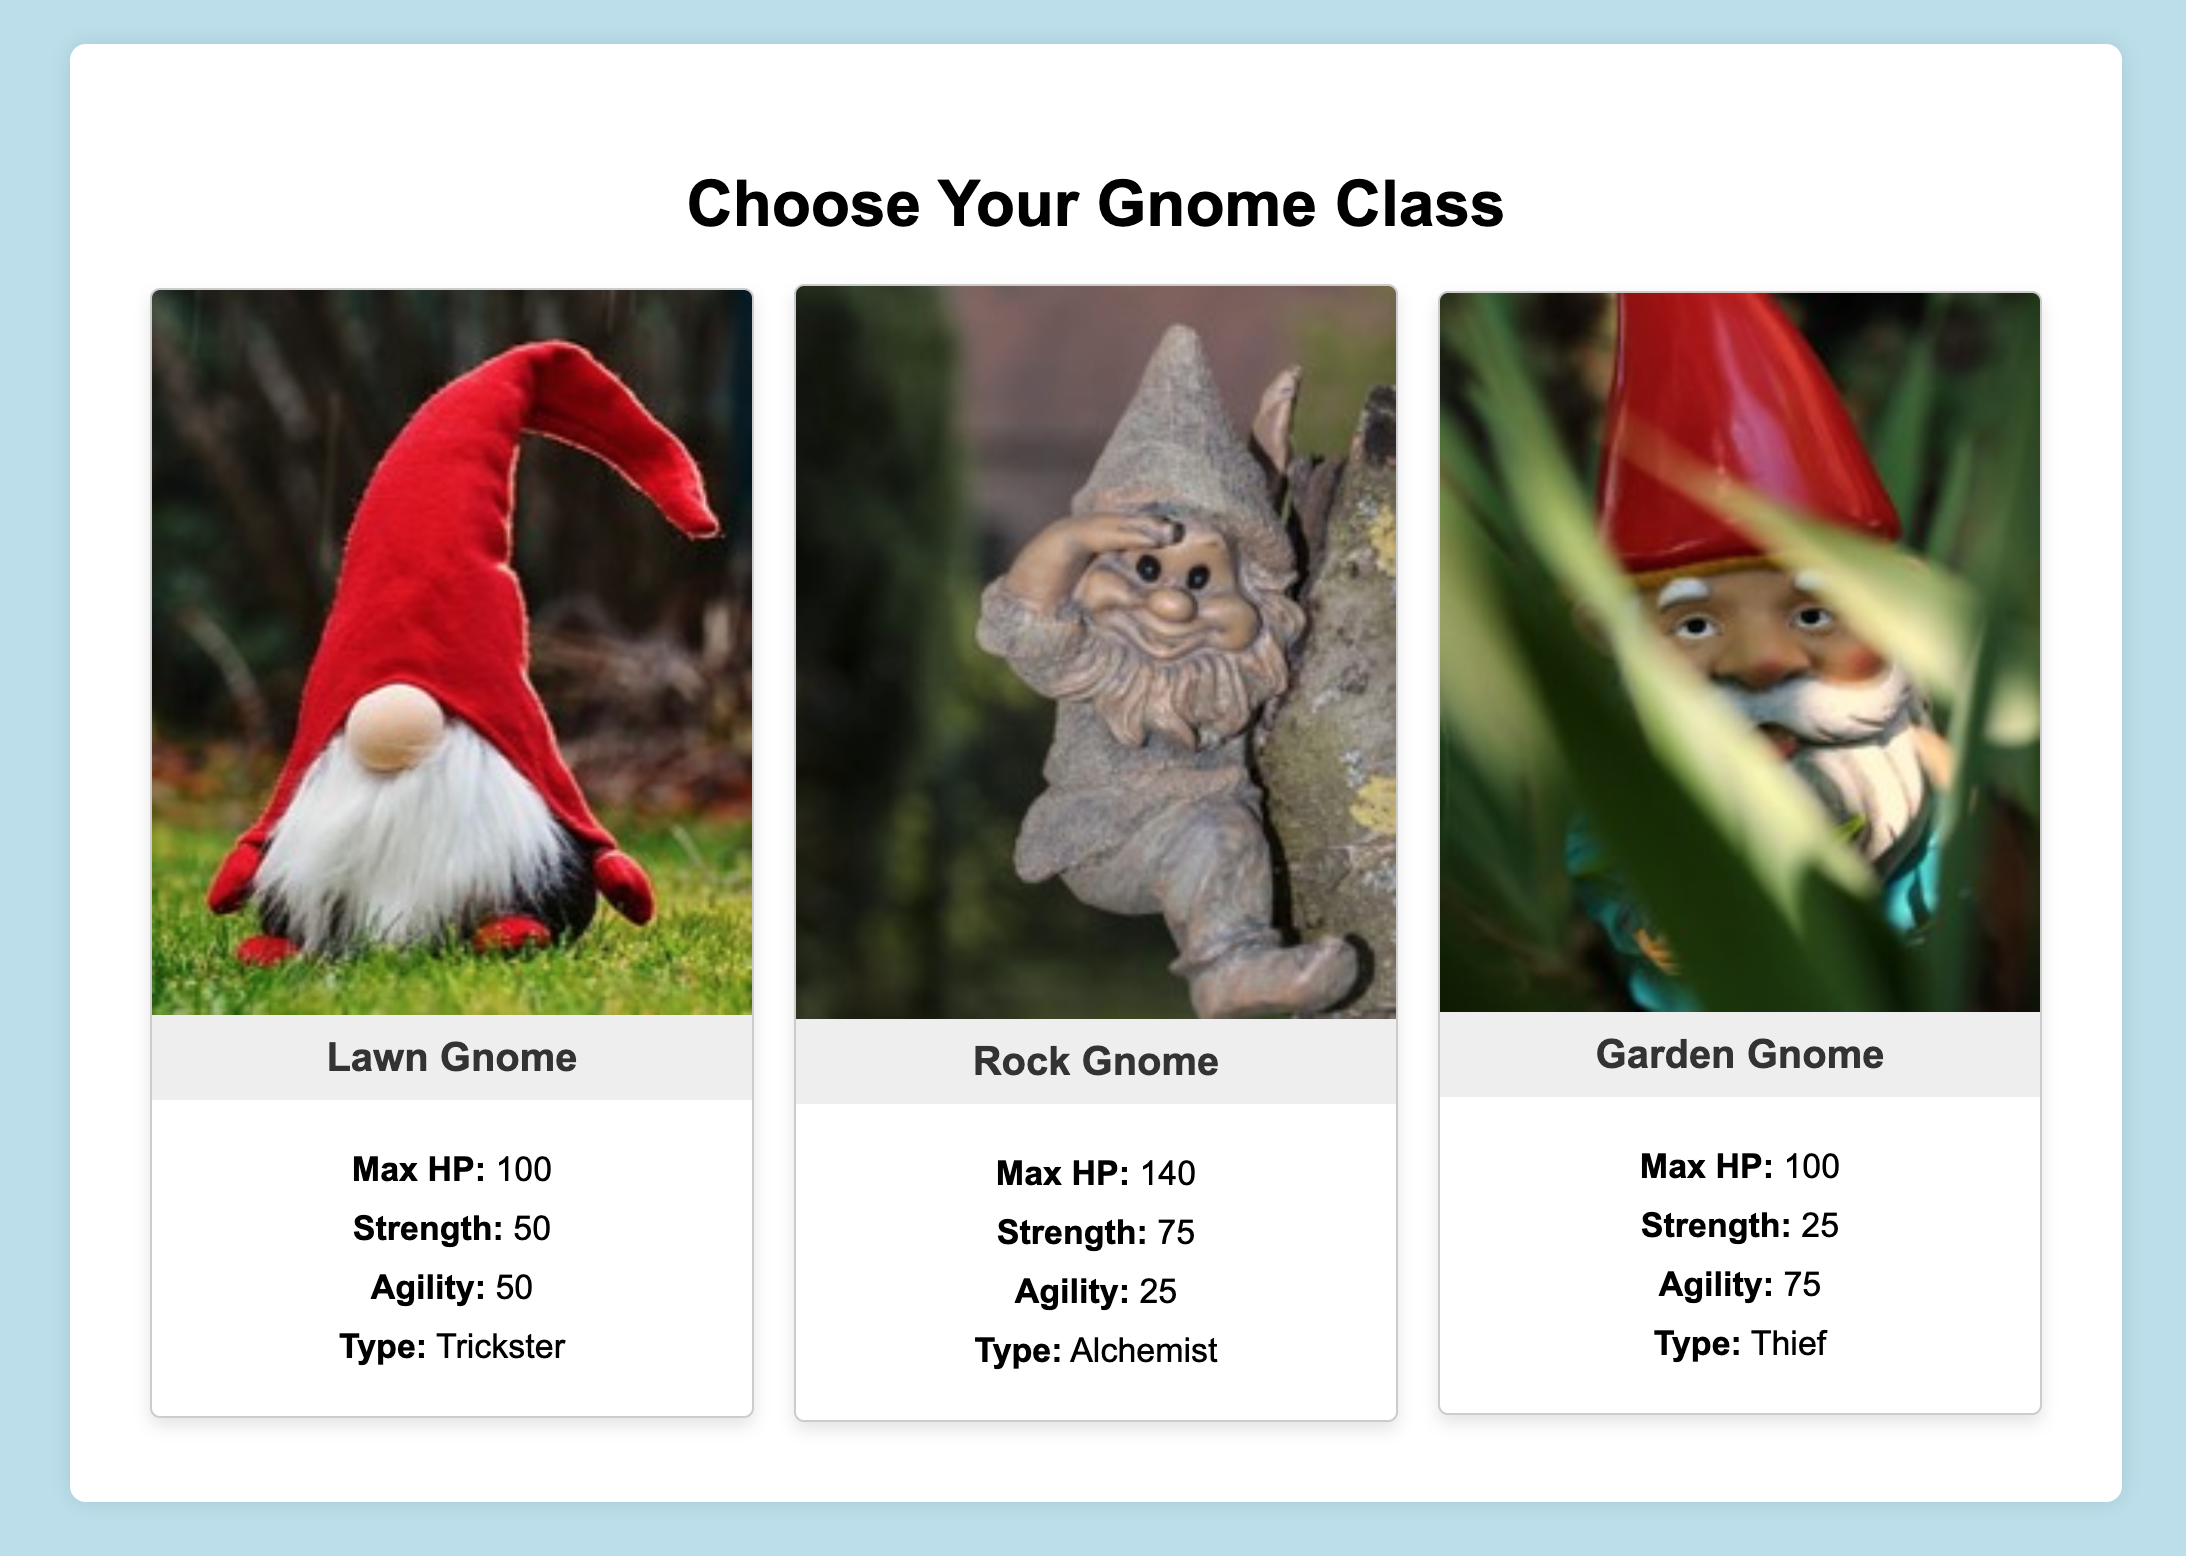 Choose Your Gnome Class
Lawn Gnome
Max HP: 100
Strength: 50
Agility: 50
Type: Trickster
Rock Gnome
Max HP: 140
Strength: 75
Agility: 25
Type: Alchemist
Garden Gnome
Max HP: 100
Strength: 25
Agility: 75
Type: Thief